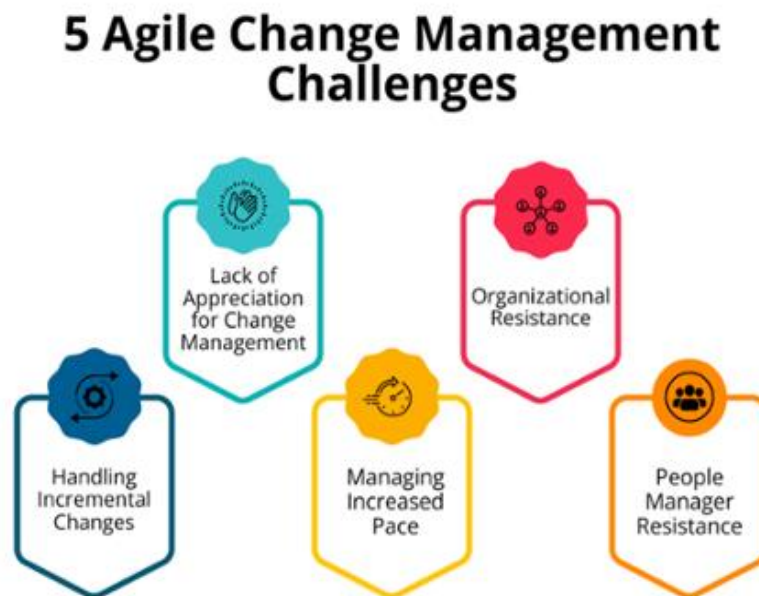 5 Agile Change Management
Challenges
Lack of
Appreciation
for Change
Management
Organizational
Resistance
Handling
Incremental
Changes
Managing
Increased
Pace
People
Manager
Resistance